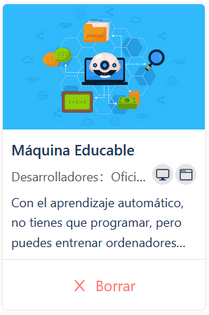 Máquina Educable
Desarrolladores： Ofici...
Con el aprendizaje automático,
no tienes que programar, pero
puedes entrenar ordenadores...
Borrar